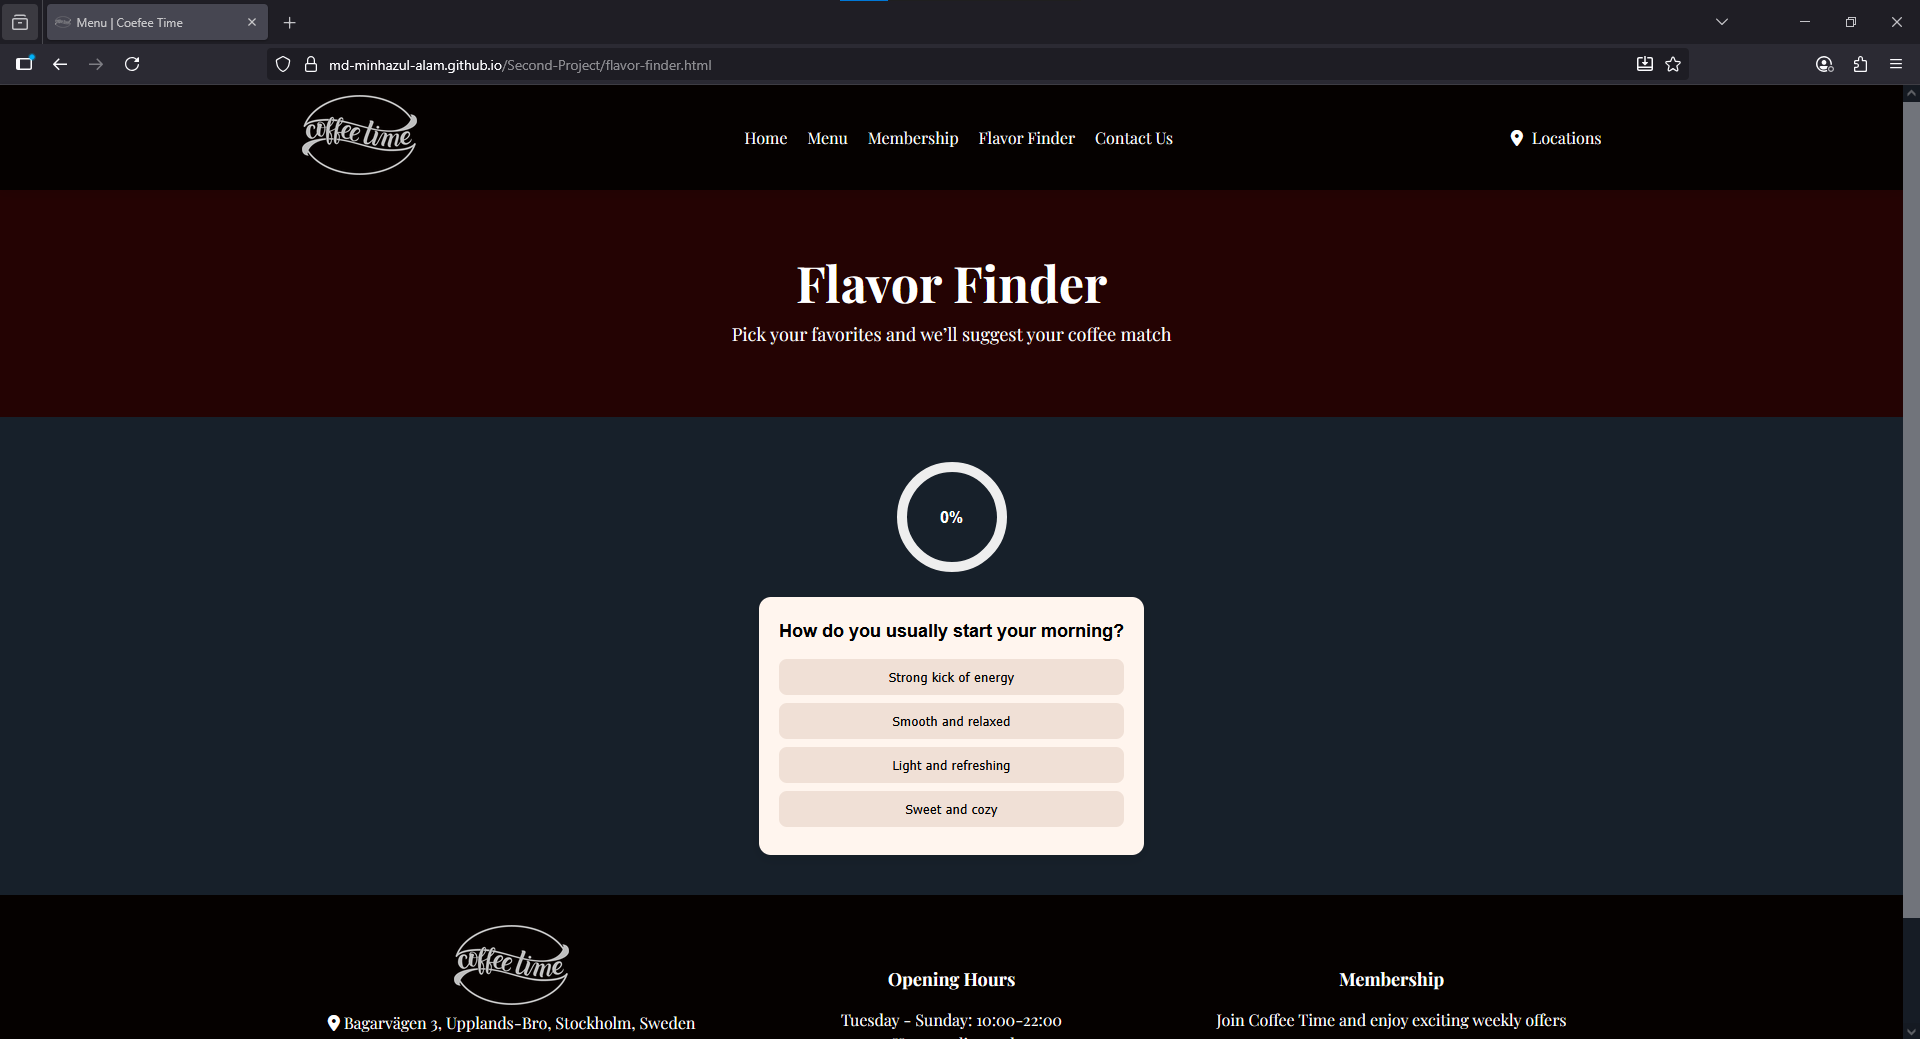 Menu | Coefee Time
md-minhazul-alam.github.io/Second-Project/flavor-finder.html
coffee time
Home Menu Membership Flavor Finder Contact Us
Locations
Flavor Finder
Pick your favorites and we’ll suggest your coffee match
0%
How do you usually start your morning?
Strong kick of energy
Smooth and relaxed
Light and refreshing
Sweet and cozy
coffee time
Bagarvägen 3, Upplands-Bro, Stockholm, Sweden
Opening Hours
Tuesday - Sunday: 10:00-22:00
Membership
Join Coffee Time and enjoy exciting weekly offers